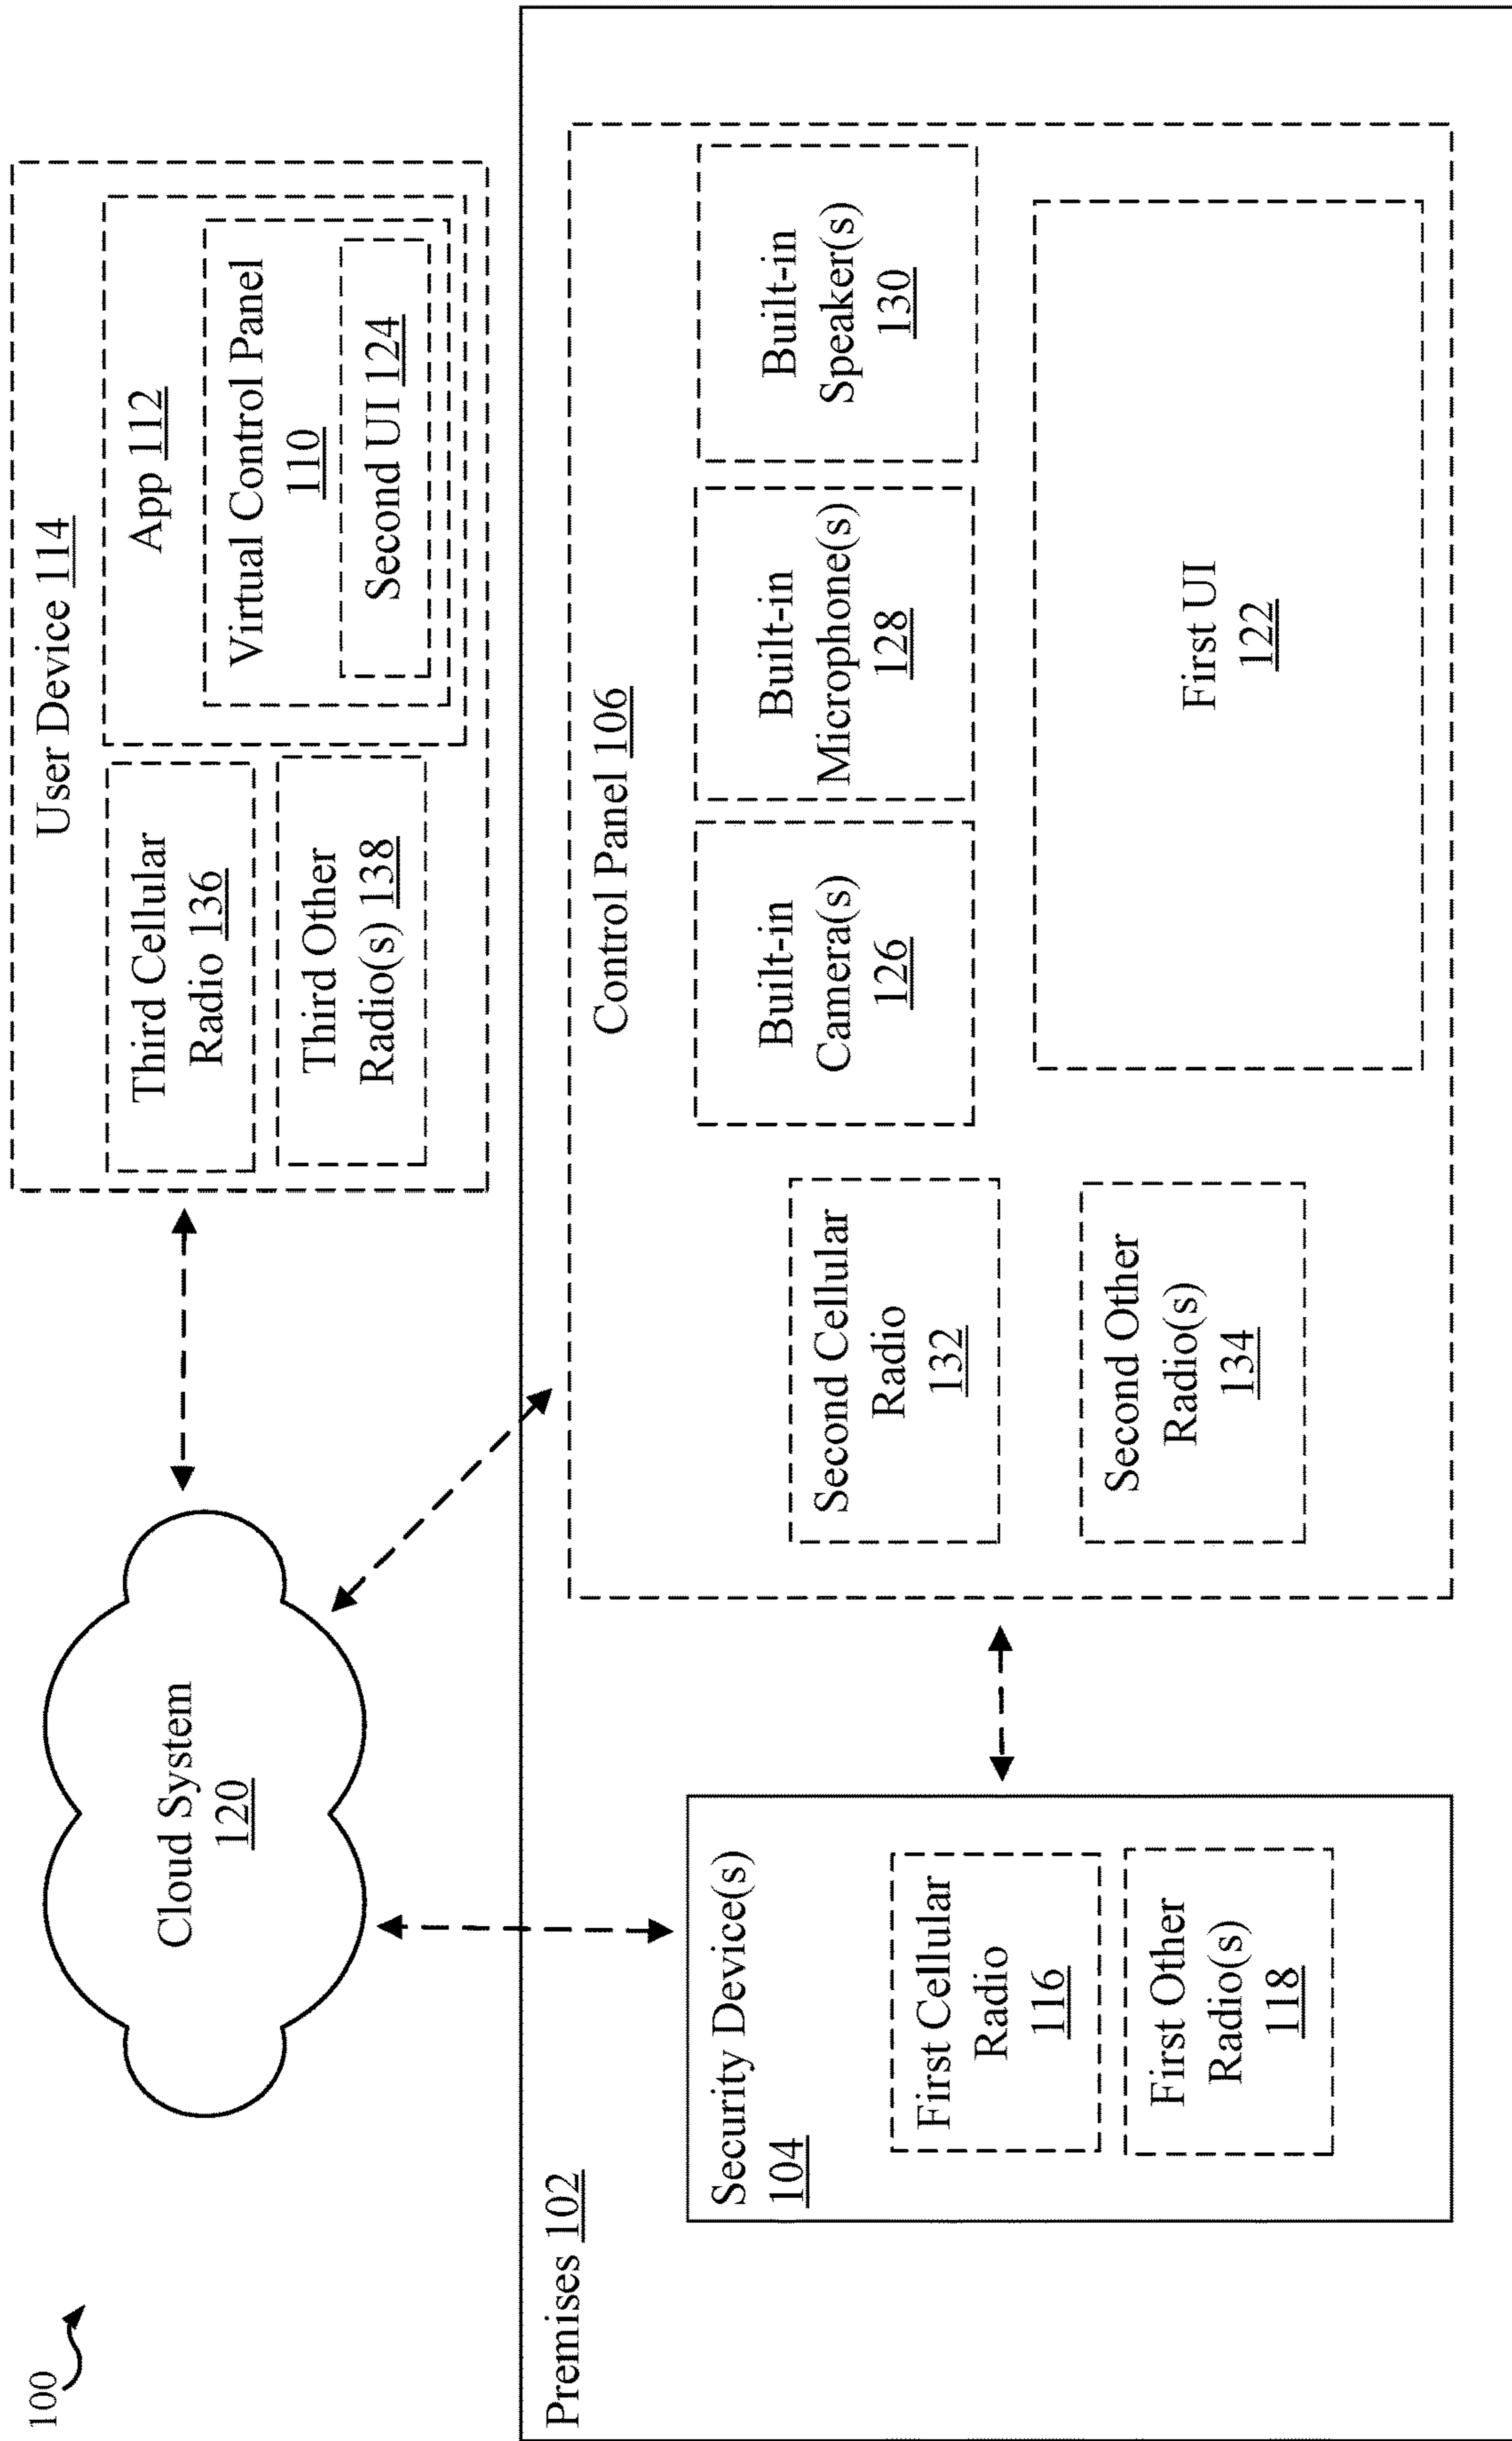 100
Cloud System
120
User Device 114
Third Cellular
Radio 136
Third Other
Radio(s) 138
App 112
Virtual Control Panel
110
Second UI 124
Premises 102
Security Device(s)
104
First Cellular
Radio
116
First Other
Radio(s)
118
Control Panel 106
Second Cellular
Radio
132
Second Other
Radio(s)
134
Built-in
Camera(s)
126
Built-in
Microphone(s)
128
Built-in
Speaker(s)
130
First UI
122